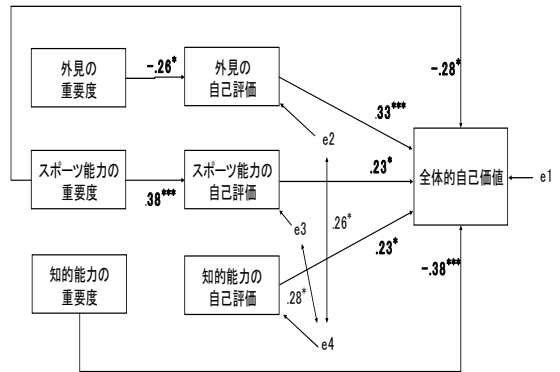 外見の
重要度
-.26*
外見の
自己評価
-.28*
.33***
e2
スポーツ能力の
重要度
.38***
スポーツ能力の
自己評価
.23*
全体的自己価値
e1
e3
.26*
.23*
知的能力の
重要度
知的能力の
自己評価
.28*
-.38***
e4